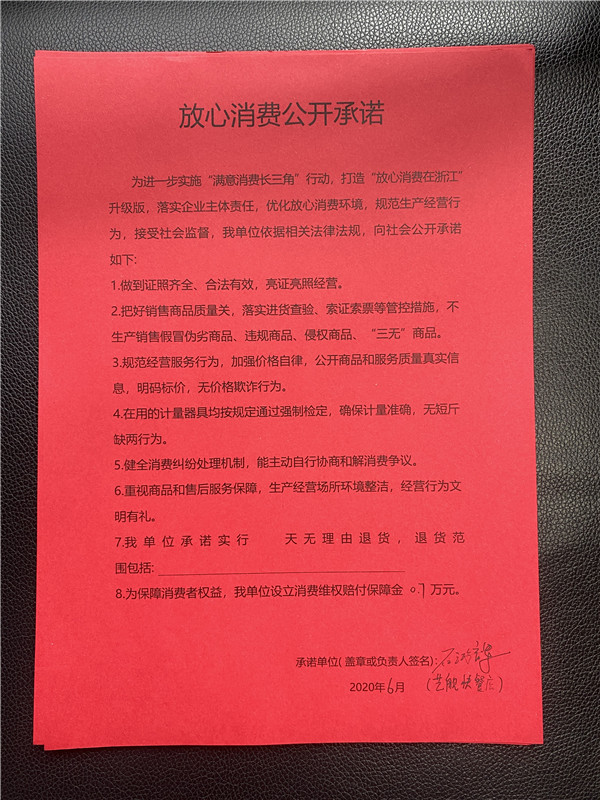 放心消费公开承诺
为进一步实施“满意消费长三角”行动，打造“放心消费在浙江”
升级版，落实企业主体责任，优化放心消费环境，规范生产经营行
为，接受社会监督，我单位依据相关法律法规，向社会公开承诺
如下：
1.做到证照齐全、合法有效，亮证亮照经营。
2.把好销售商品质量关，落实进货查验、索证索票等管控措施，不
生产销售假冒伪劣商品、违规商品、侵权商品、“三无”商品。
3.规范经营服务行为，加强价格自律，公开商品和服务质量真实信
息，明码标价，无价格欺诈行为。
4.在用的计量器具均按规定通过强制检定，确保计量准确，无短斤
缺两行为。
5.健全消费纠纷处理机制，能主动自行协商和解消费争议。
6.重视商品和售后服务保障，生产经营场所环境整洁，经营行为文
明有礼。
7.我单位承诺实行 天无理由退货，退货范
围包括:
8.为保障消费者权益，我单位设立消费维权赔付保障金 0.7 万元。
承诺单位(盖章或负责人签名):
2020年6月